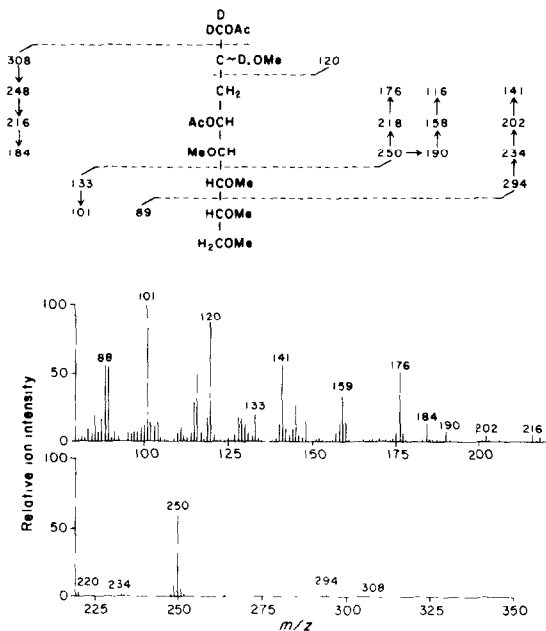 D
DCOAc
308 C~D,OMe 120
248 CH2 176 116 141
216 AcOCH 218 158 202
184 MeOCH 250 190 234
133 HCOMe 294
101 89 HCOMe
H2COMe
100
101
120
88
50
141
176
159
133
184
190
202
216
0
100 125 150 175 200
Relative ion intensity
100
250
50
220
234
294
308
0
225 250 275 300 325 350
m/z